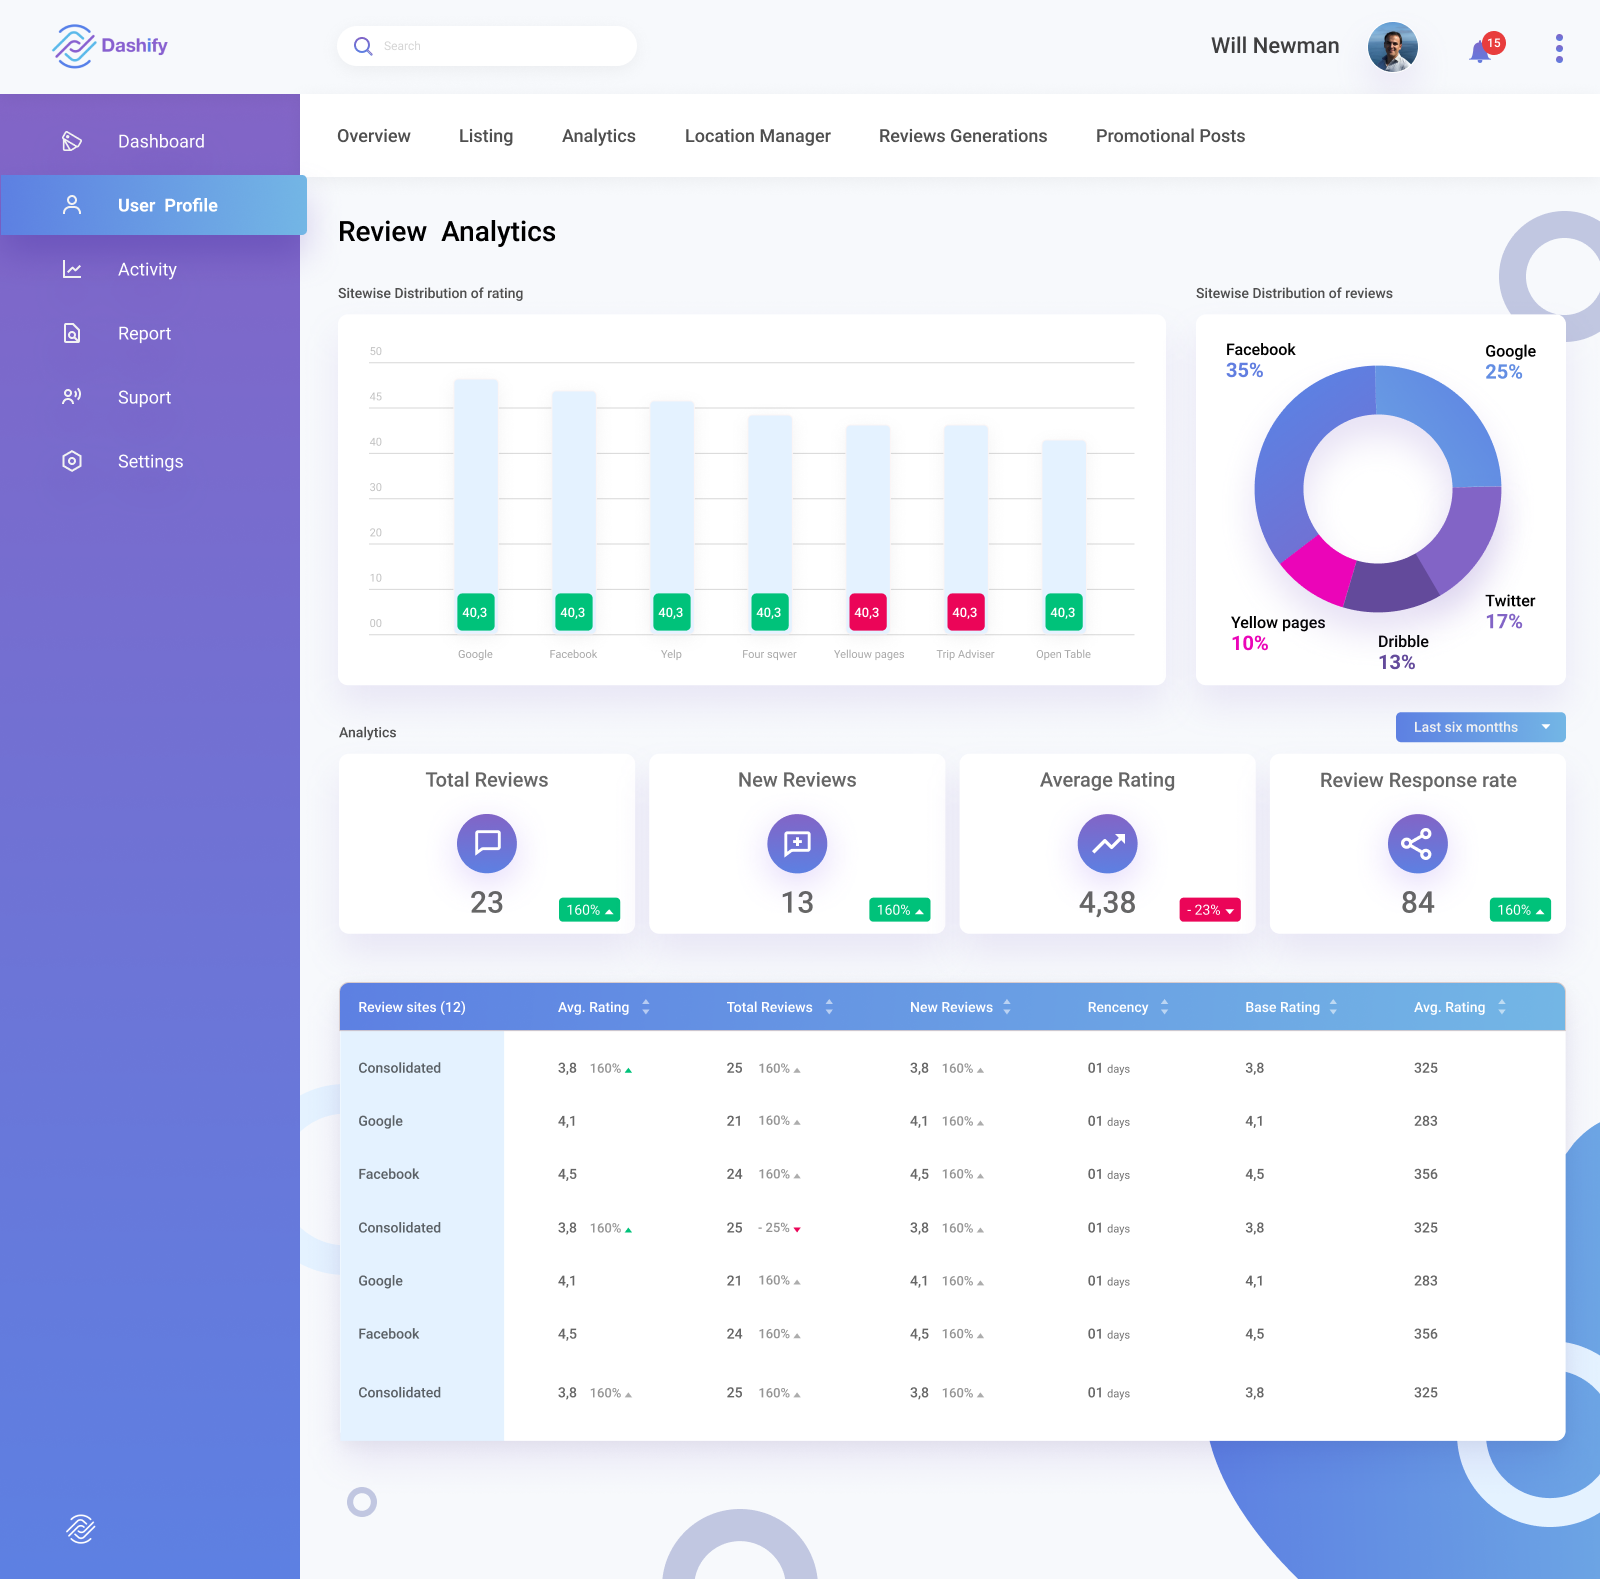 Dashify
Search
Will Newman
15
Dashboard
User Profile
Activity
Report
Suport
Settings
Overview Listing Analytics Location Manager Reviews Generations Promotional Posts
Review Analytics
Sitewise Distribution of rating
50
45
40
30
20
10
00
40,3 40,3 40,3 40,3 40,3 40,3 40,3
Google Facebook Yelp Four sqwer Yellouw pages Trip Adviser Open Table
Sitewise Distribution of reviews
Facebook
35%
Google
25%
Twitter
17%
Yellow pages
10%
Dribble
13%
Analytics
Last six montths
Total Reviews
23
160%
New Reviews
13
160%
Average Rating
4,38
- 23%
Review Response rate
84
160%
Review sites (12) Avg. Rating Total Reviews New Reviews Rencency Base Rating Avg. Rating
Consolidated 3,8 160% 25 160% 3,8 160% 01 days 3,8 325
Google 4,1 21 160% 4,1 160% 01 days 4,1 283
Facebook 4,5 24 160% 4,5 160% 01 days 4,5 356
Consolidated 3,8 160% 25 - 25% 3,8 160% 01 days 3,8 325
Google 4,1 21 160% 4,1 160% 01 days 4,1 283
Facebook 4,5 24 160% 4,5 160% 01 days 4,5 356
Consolidated 3,8 160% 25 160% 3,8 160% 01 days 3,8 325